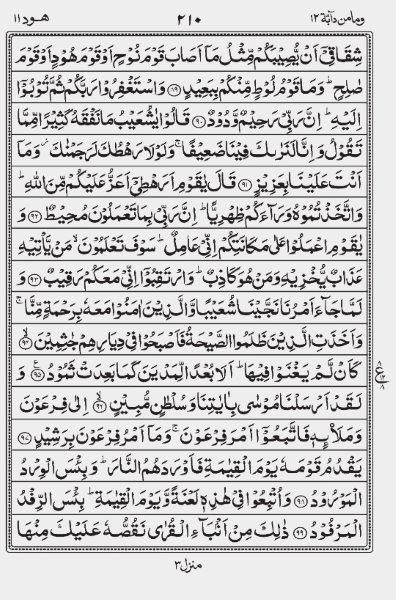 ومامن دآبة ١٢ ٢١٠ هود ١١
شِقَاقِيْٓ اَنْ يُّصِيْبَكُمْ مِّثْلُ مَآ اَصَابَ قَوْمَ نُوْحٍ اَوْ قَوْمَ هُوْدٍ اَوْ قَوْمَ
صٰلِحٍ ؕ وَمَا قَوْمُ لُوْطٍ مِّنْكُمْ بِبَعِيْدٍ ﴿۸۹﴾ وَاسْتَغْفِرُوْا رَبَّكُمْ ثُمَّ تُوْبُوْٓا
اِلَيْهِ ؕ اِنَّ رَبِّيْ رَحِيْمٌ وَّدُوْدٌ ﴿۹۰﴾ قَالُوْا يٰشُعَيْبُ مَا نَفْقَهُ كَثِيْرًا مِّمَّا
تَقُوْلُ وَاِنَّا لَنَرٰىكَ فِيْنَا ضَعِيْفًا ۚ وَلَوْلَا رَهْطُكَ لَرَجَمْنٰكَ ؗ وَمَآ
اَنْتَ عَلَيْنَا بِعَزِيْزٍ ﴿۹۱﴾ قَالَ يٰقَوْمِ اَرَهْطِيْٓ اَعَزُّ عَلَيْكُمْ مِّنَ اللّٰهِ ؕ
وَاتَّخَذْتُمُوْهُ وَرَآءَكُمْ ظِهْرِيًّا ؕ اِنَّ رَبِّيْ بِمَا تَعْمَلُوْنَ مُحِيْطٌ ﴿۹۲﴾ وَ
يٰقَوْمِ اعْمَلُوْا عَلٰى مَكَانَتِكُمْ اِنِّيْ عَامِلٌ ؕ سَوْفَ تَعْلَمُوْنَ ۙ مَنْ يَّاْتِيْهِ
عَذَابٌ يُّخْزِيْهِ وَمَنْ هُوَ كَاذِبٌ ؕ وَارْتَقِبُوْٓا اِنِّيْ مَعَكُمْ رَقِيْبٌ ﴿۹۳﴾ وَ
لَمَّا جَآءَ اَمْرُنَا نَجَّيْنَا شُعَيْبًا وَّالَّذِيْنَ اٰمَنُوْا مَعَهٗ بِرَحْمَةٍ مِّنَّا ۚ
وَاَخَذَتِ الَّذِيْنَ ظَلَمُوا الصَّيْحَةُ فَاَصْبَحُوْا فِيْ دِيَارِهِمْ جٰثِمِيْنَ ﴿۹۴﴾
كَاَنْ لَّمْ يَغْنَوْا فِيْهَا ؕ اَلَا بُعْدًا لِّمَدْيَنَ كَمَا بَعِدَتْ ثَمُوْدُ ﴿۹۵﴾ وَ
لَقَدْ اَرْسَلْنَا مُوْسٰى بِاٰيٰتِنَا وَسُلْطٰنٍ مُّبِيْنٍ ﴿۹۶﴾ اِلٰى فِرْعَوْنَ
وَمَلَا۠ئِهٖ فَاتَّبَعُوْٓا اَمْرَ فِرْعَوْنَ ۚ وَمَآ اَمْرُ فِرْعَوْنَ بِرَشِيْدٍ ﴿۹۷﴾
يَقْدُمُ قَوْمَهٗ يَوْمَ الْقِيٰمَةِ فَاَوْرَدَهُمُ النَّارَ ؕ وَبِئْسَ الْوِرْدُ
الْمَوْرُوْدُ ﴿۹۸﴾ وَاُتْبِعُوْا فِيْ هٰذِهٖ لَعْنَةً وَّيَوْمَ الْقِيٰمَةِ ؕ بِئْسَ الرِّفْدُ
الْمَرْفُوْدُ ﴿۹۹﴾ ذٰلِكَ مِنْ اَنْۢبَآءِ الْقُرٰى نَقُصُّهٗ عَلَيْكَ مِنْهَا
منزل ٣